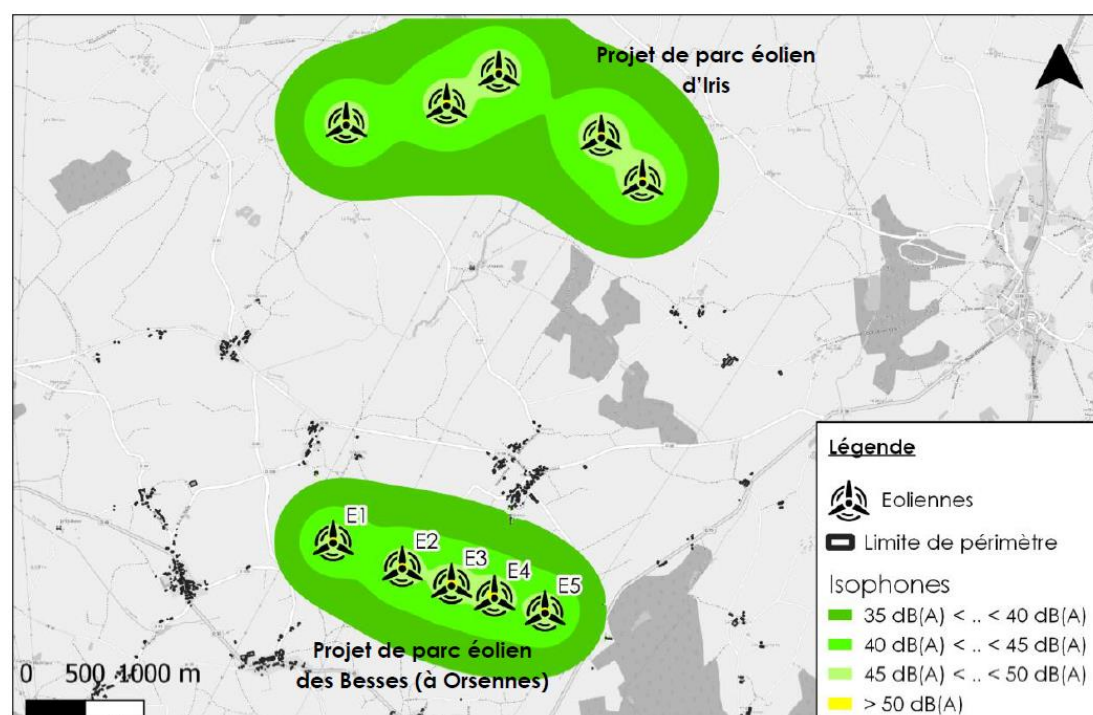 Projet de parc éolien
d'Iris
E1
E2
E3
E4
E5
Projet de parc éolien
des Besses (à Orsennes)
0 500 1000 m
Légende
Eoliennes
Limite de périmètre
Isophones
35 dB(A) < .. < 40 dB(A)
40 dB(A) < .. < 45 dB(A)
45 dB(A) < .. < 50 dB(A)
> 50 dB(A)